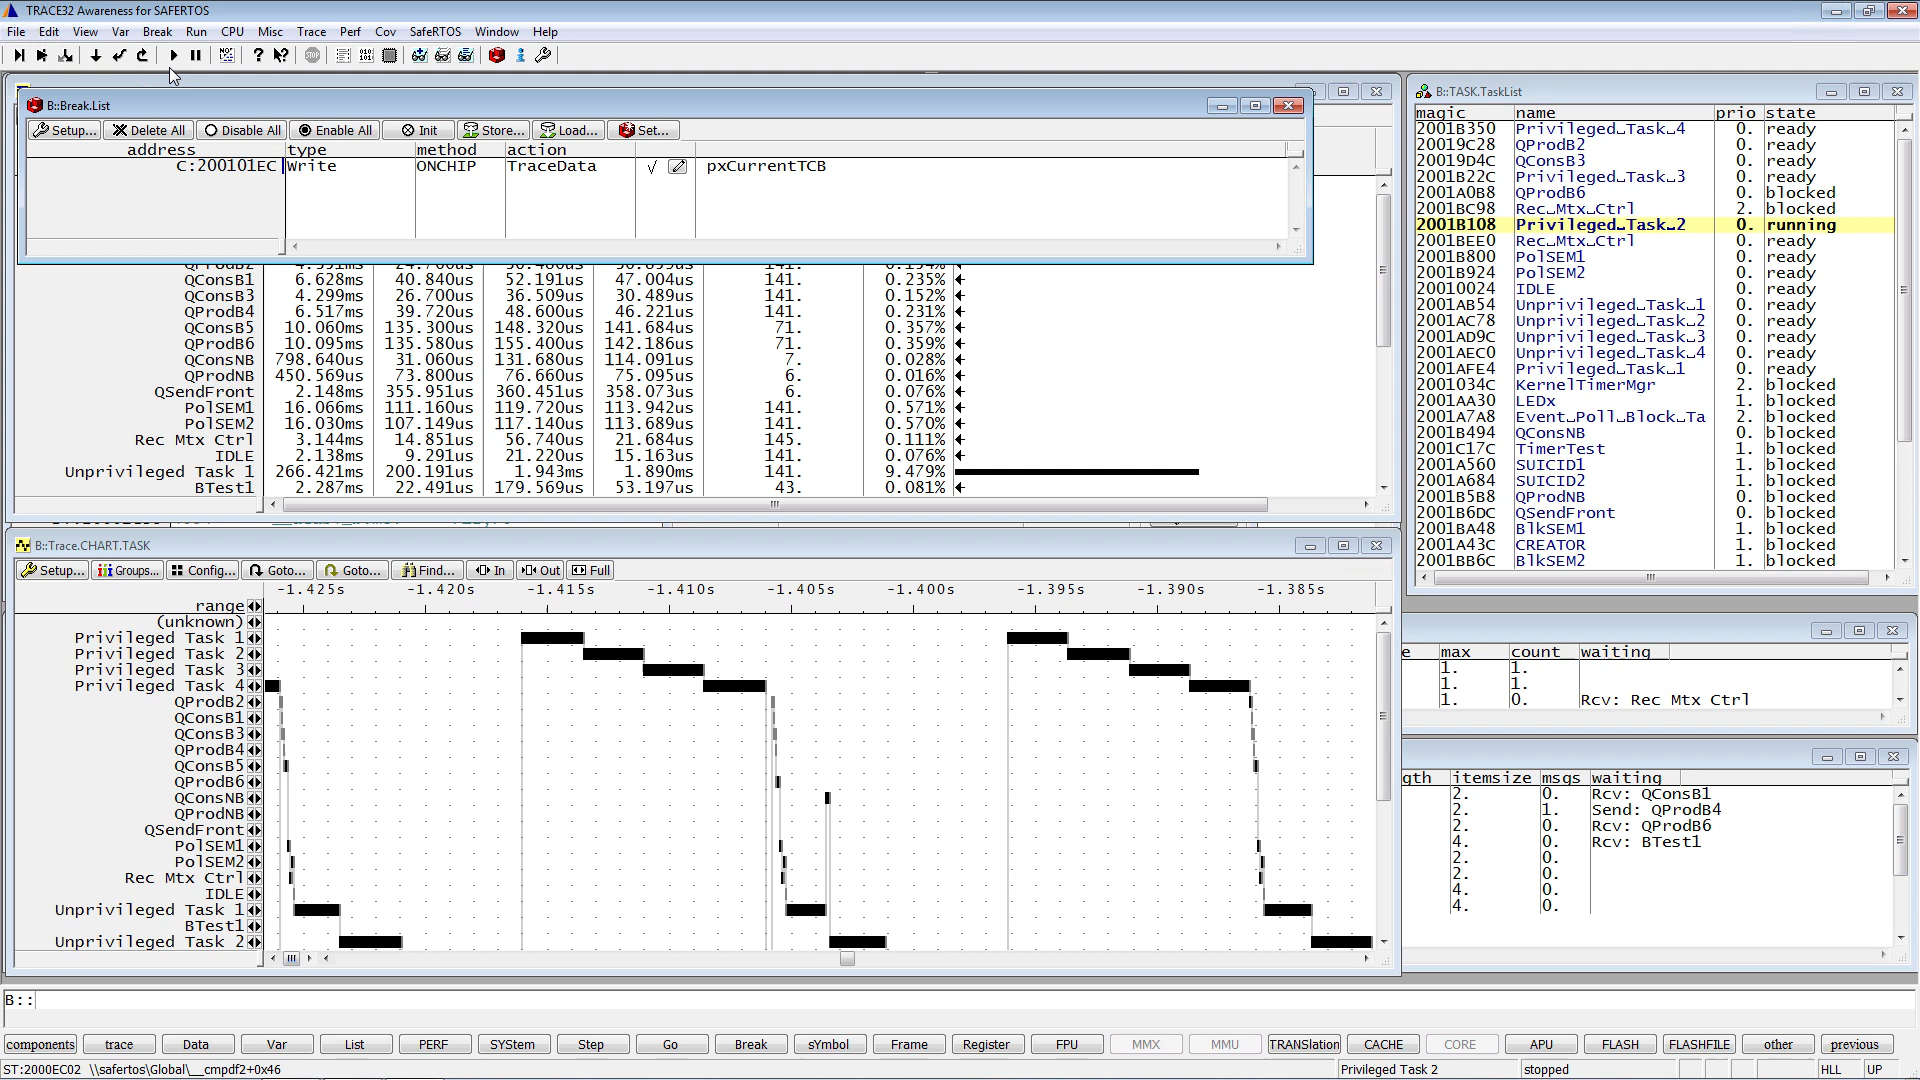 TRACE32 Awareness for SAFERTOS
File Edit View Var Break Run CPU Misc Trace Perf Cov SafeRTOS Window Help
B::Break.List
Setup... Delete All Disable All Enable All Init Store... Load... Set...
address type method action
C:200101EC Write ONCHIP TraceData √ pxCurrentTCB
QConsB1 6.628ms 40.840us 52.191us 47.004us 141. 0.235%
QConsB3 4.299ms 26.700us 36.509us 30.489us 141. 0.152%
QProdB4 6.517ms 39.720us 48.600us 46.221us 141. 0.231%
QConsB5 10.060ms 135.300us 148.320us 141.684us 71. 0.357%
QProdB6 10.095ms 135.580us 155.400us 142.186us 71. 0.359%
QConsNB 798.640us 31.060us 131.680us 114.091us 7. 0.028%
QProdNB 450.569us 73.800us 76.660us 75.095us 6. 0.016%
QSendFront 2.148ms 355.951us 360.451us 358.073us 6. 0.076%
PolSEM1 16.066ms 111.160us 119.720us 113.942us 141. 0.571%
PolSEM2 16.030ms 107.149us 117.140us 113.689us 141. 0.570%
Rec Mtx Ctrl 3.144ms 14.851us 56.740us 21.684us 145. 0.111%
IDLE 2.138ms 9.291us 21.220us 15.163us 141. 0.076%
Unprivileged Task 1 266.421ms 200.191us 1.943ms 1.890ms 141. 9.479%
BTest1 2.287ms 22.491us 179.569us 53.197us 43. 0.081%
B::TASK.TaskList
magic name prio state
2001B350 Privileged_Task_4 0. ready
20019C28 QProdB2 0. ready
20019D4C QConsB3 0. ready
2001B22C Privileged_Task_3 0. ready
2001A0B8 QProdB6 0. blocked
2001BC98 Rec_Mtx_Ctrl 2. blocked
2001B108 Privileged_Task_2 0. running
2001BEE0 Rec_Mtx_Ctrl 0. ready
2001B800 PolSEM1 0. ready
2001B924 PolSEM2 0. ready
20010024 IDLE 0. ready
2001AB54 Unprivileged_Task_1 0. ready
2001AC78 Unprivileged_Task_2 0. ready
2001AD9C Unprivileged_Task_3 0. ready
2001AEC0 Unprivileged_Task_4 0. ready
2001AFE4 Privileged_Task_1 0. ready
2001034C KernelTimerMgr 2. blocked
2001AA30 LEDx 1. blocked
2001A7A8 Event_Poll_Block_Ta 2. blocked
2001B494 QConsNB 0. blocked
2001C17C TimerTest 1. blocked
2001A560 SUICID1 1. blocked
2001A684 SUICID2 1. blocked
2001B5B8 QProdNB 0. blocked
2001B6DC QSendFront 0. blocked
2001BA48 BlkSEM1 1. blocked
2001A43C CREATOR 1. blocked
2001BB6C BlkSEM2 1. blocked
B::Trace.CHART.TASK
Setup... Groups... Config... Goto... Goto... Find... In Out Full
-1.425s -1.420s -1.415s -1.410s -1.405s -1.400s -1.395s -1.390s -1.385s
range
(unknown)
Privileged Task 1
Privileged Task 2
Privileged Task 3
Privileged Task 4
QProdB2
QConsB1
QConsB3
QProdB4
QConsB5
QProdB6
QConsNB
QProdNB
QSendFront
PolSEM1
PolSEM2
Rec Mtx Ctrl
IDLE
Unprivileged Task 1
BTest1
Unprivileged Task 2
e max count waiting
1. 1.
1. 1.
1. 0. Rcv: Rec Mtx Ctrl
gth itemsize msgs waiting
2. 0. Rcv: QConsB1
2. 1. Send: QProdB4
2. 0. Rcv: QProdB6
4. 0. Rcv: BTest1
2. 0.
2. 0.
4. 0.
4. 0.
B::
components trace Data Var List PERF SYStem Step Go Break sYmbol Frame Register FPU MMX MMU TRANSlation CACHE CORE APU FLASH FLASHFILE other previous
ST:2000EC02 \\safertos\Global\__cmpdf2+0x46 Privileged Task 2 stopped HLL UP